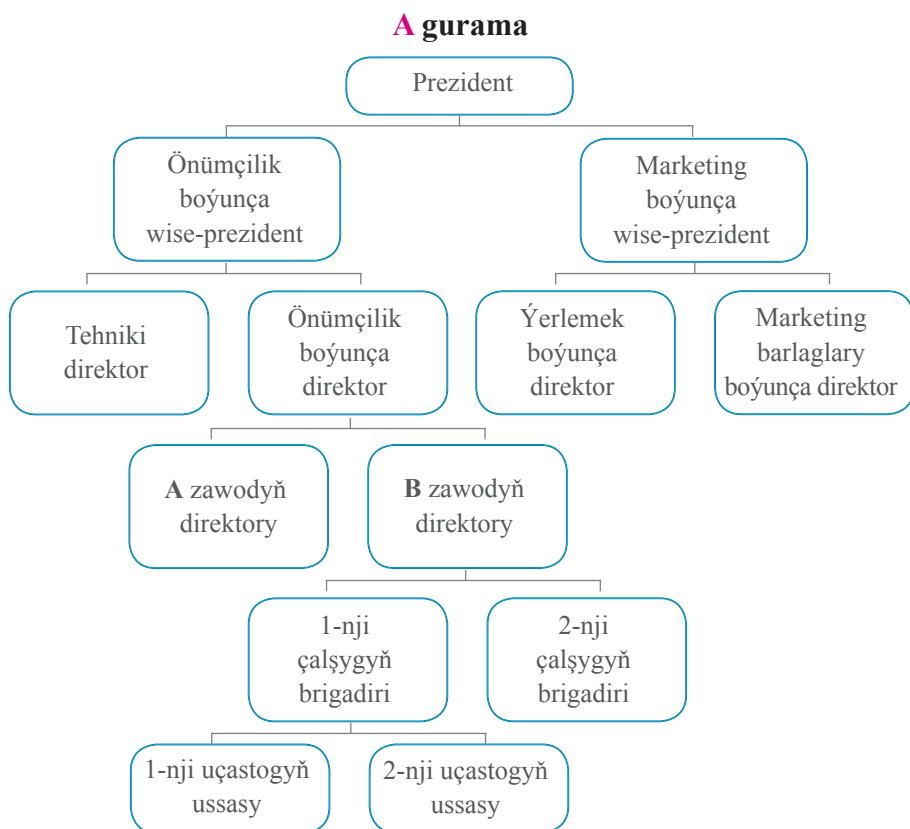 A gurama
Prezident
Önümçilik
boýunça
wise-prezident
Marketing
boýunça
wise-prezident
Tehniki
direktor
Önümçilik
boýunça
direktor
Ýerlemek
boýunça
direktor
Marketing
barlaglary
boýunça direktor
A zawodyň
direktory
B zawodyň
direktory
1-nji
çalşygyň
brigadiri
2-nji
çalşygyň
brigadiri
1-nji uçastogyň
ussasy
2-nji uçastogyň
ussasy